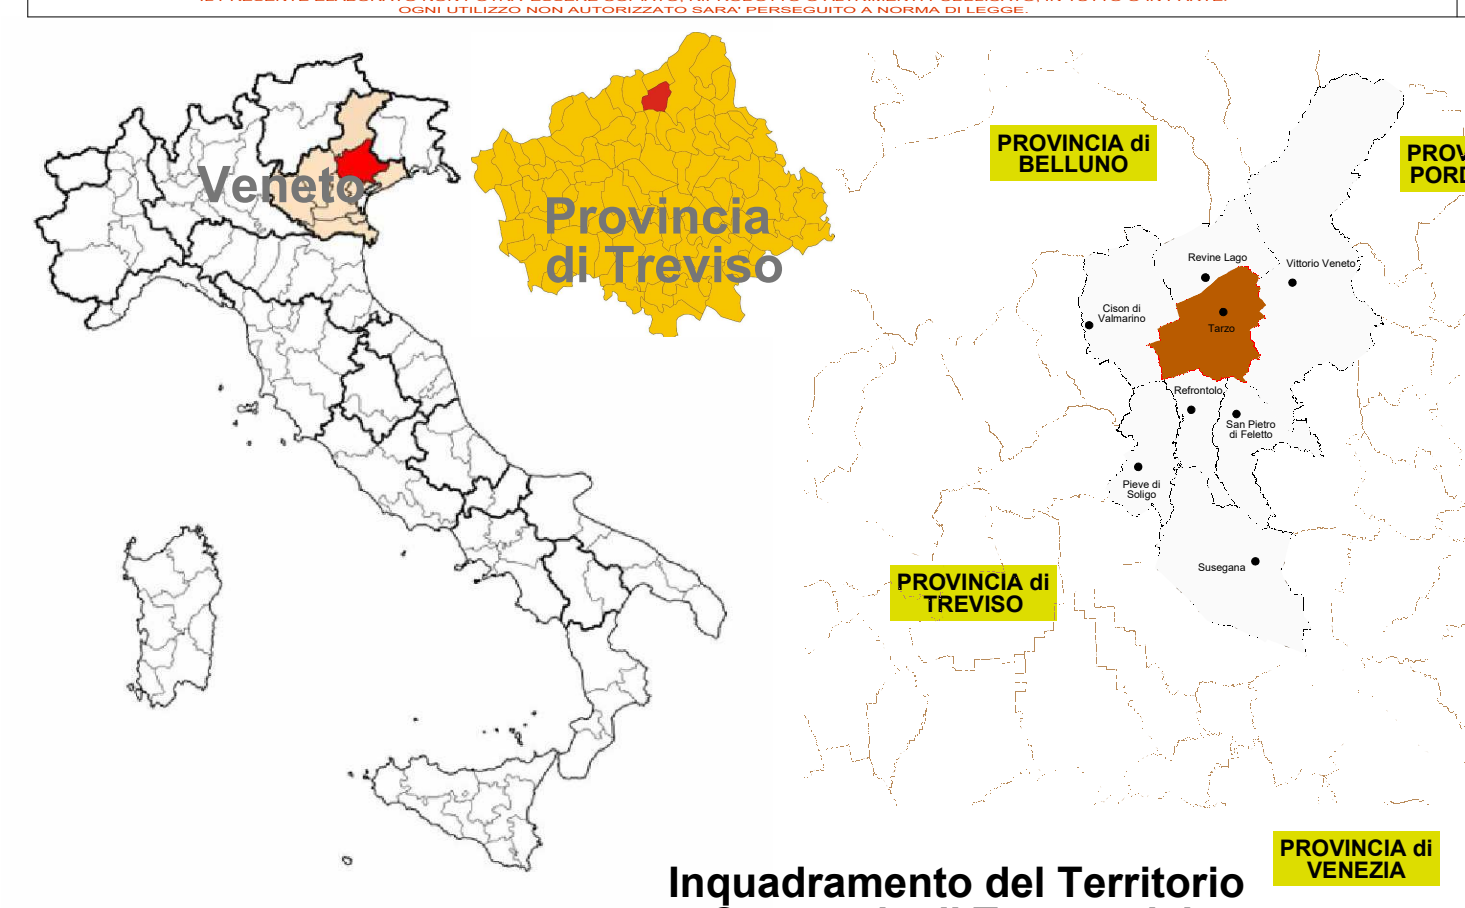 OGNI UTILIZZO NON AUTORIZZATO SARA' PERSEGUITO A NORMA DI LEGGE.
Veneto
Provincia
di Treviso
PROVINCIA di
BELLUNO
PROV
PORD
Revine Lago
Vittorio Veneto
Cison di
Valmarino
Tarzo
Refrontolo
San Pietro
di Feletto
Pieve di
Soligo
Susegana
PROVINCIA di
TREVISO
PROVINCIA di
VENEZIA
Inquadramento del Territorio